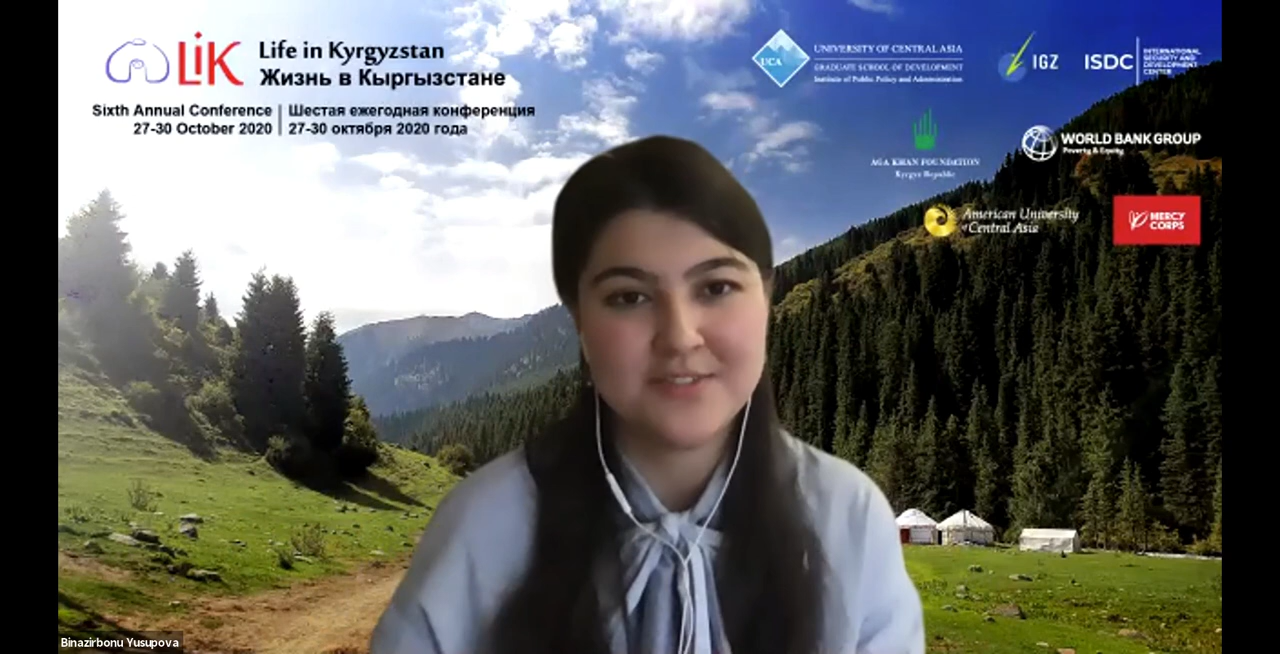 LiK
Life in Kyrgyzstan
Жизнь в Кыргызстане
Sixth Annual Conference
27-30 October 2020
Шестая ежегодная конференция
27-30 октября 2020 года
UCA
UNIVERSITY OF CENTRAL ASIA
GRADUATE SCHOOL OF DEVELOPMENT
Institute of Public Policy and Administration
IGZ
ISDC
INTERNATIONAL
SECURITY AND
DEVELOPMENT
CENTER
AGA KHAN FOUNDATION
Kyrgyz Republic
WORLD BANK GROUP
Poverty & Equity
American University
of Central Asia
MERCY
CORPS
Binazirbonu Yusupova